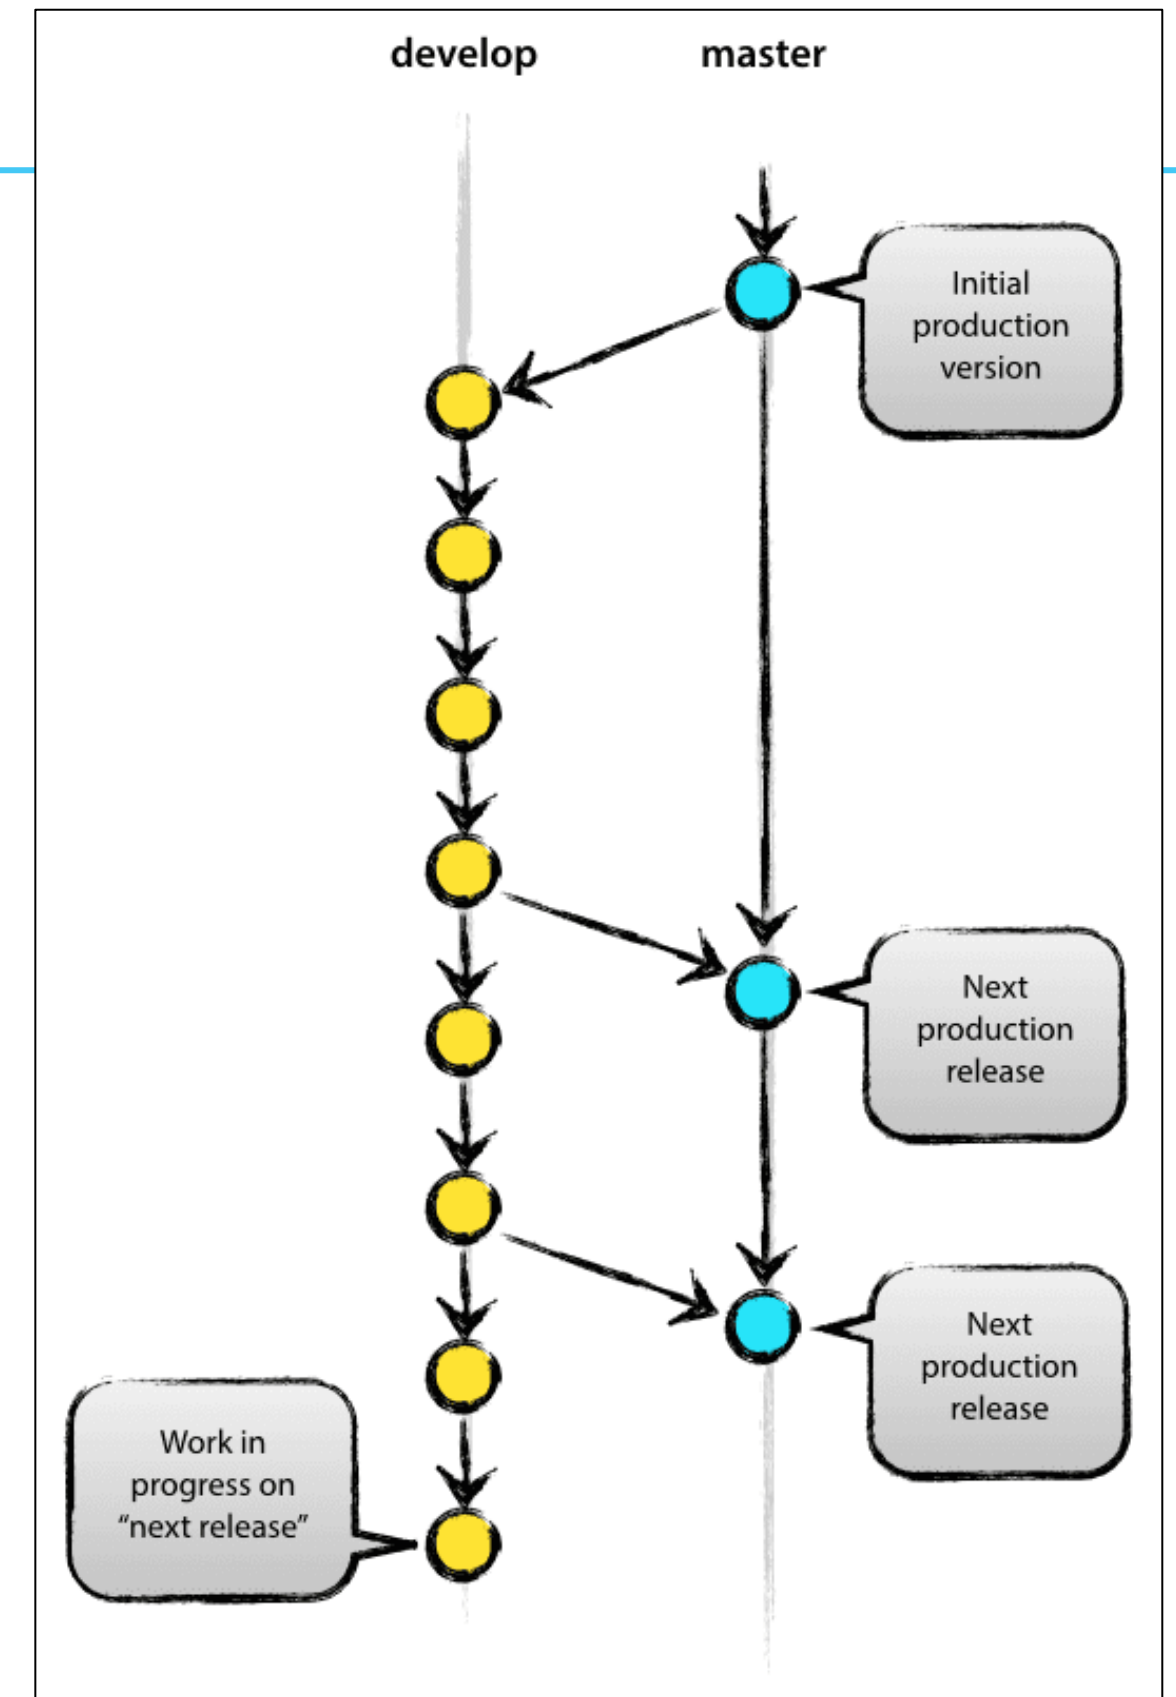 develop
master
Initial
production
version
Next
production
release
Next
production
release
Work in
progress on
“next release”